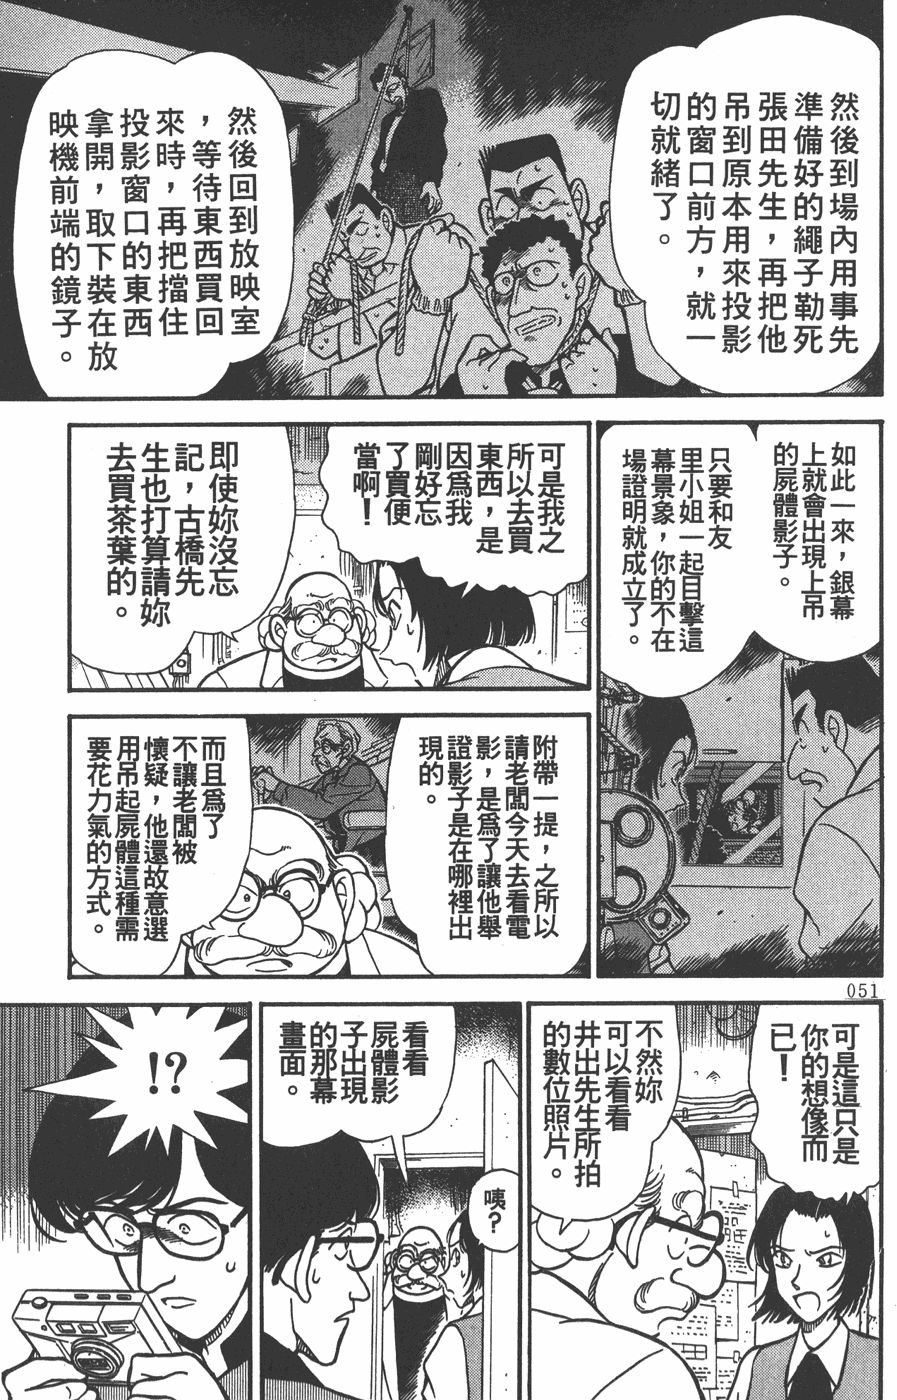 然後到場內用事先
準備好的繩子勒死
張田先生，再把他
吊到原本用來投影
的窗口前方，就一
切就緒了。
然後回到放映室
，等待東西買回
來時，再把擋住
投影窗口的東西
拿開，取下裝在放
映機前端的鏡子。
如此一來，銀幕
上就會出現上吊
的屍體影子。
只要和友
里小姐一起目擊這
幕景象，你的不在
場證明就成立了。
可是我之
所以去買
東西，是
因為我
剛好忘
了買便
當啊！
即使妳沒忘
記，古橋先
生也打算請妳
去買茶葉的。
附帶一提，之所以
請老闆今天去看電
影，是為了讓他舉
證影子是在哪裡出
現的。
而且為了
不讓老闆被
懷疑，他還故意選
用吊起屍體這種需
要花力氣的方式。
051
可是這只是
你的想像而
已！
不然妳
可以看看
井出先生所拍
的數位照片。
咦？
看看
屍體影
子出現
的那幕
畫面。
！？